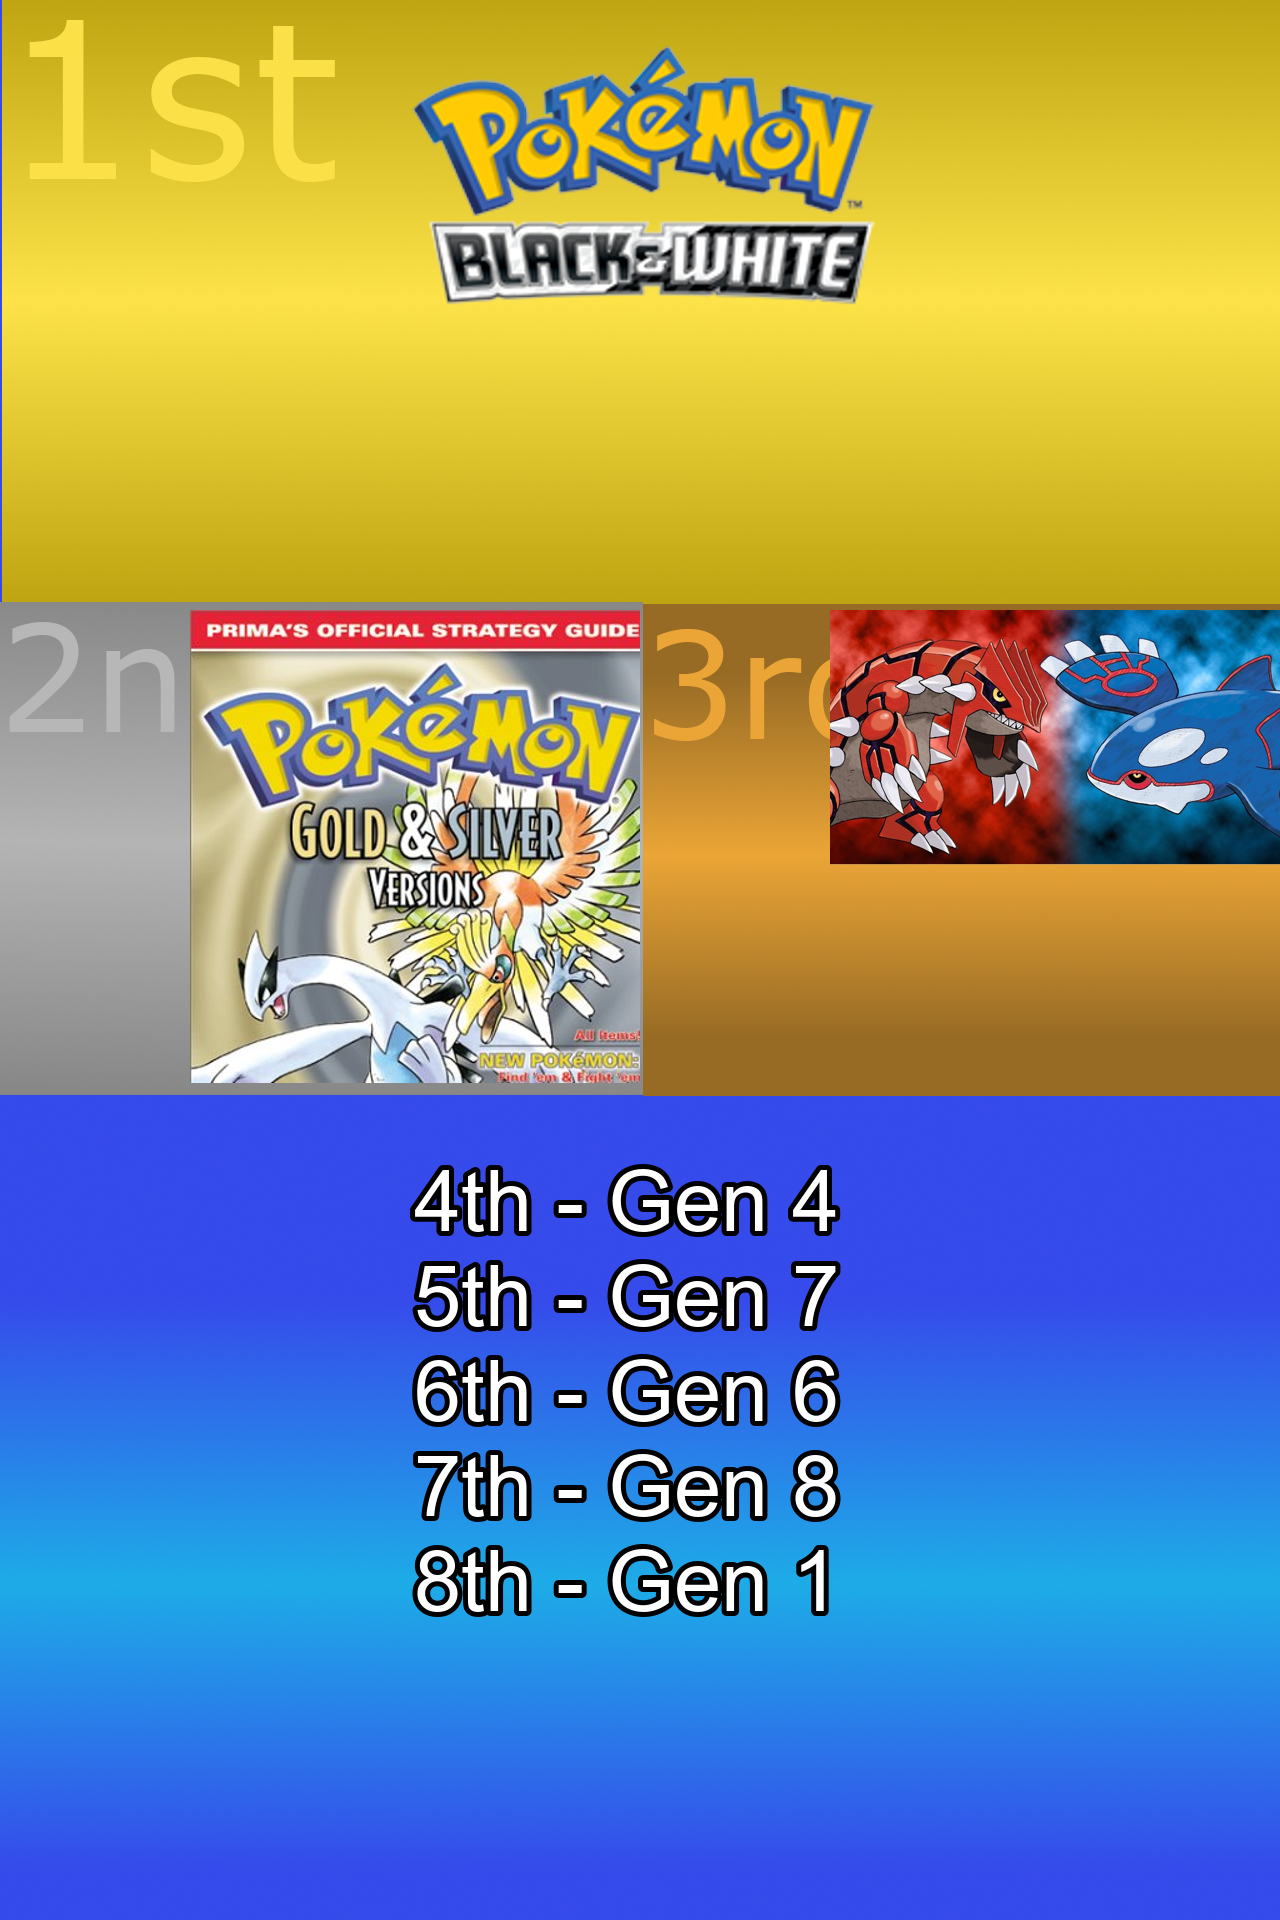 1st
POKéMON
™
BLACK & WHITE
2n
PRIMA'S OFFICIAL STRATEGY GUIDE
POKéMON
GOLD & SILVER
VERSIONS
All Items!
NEW POKéMON:
Find 'em & Fight 'em
3rd
4th - Gen 4
5th - Gen 7
6th - Gen 6
7th - Gen 8
8th - Gen 1